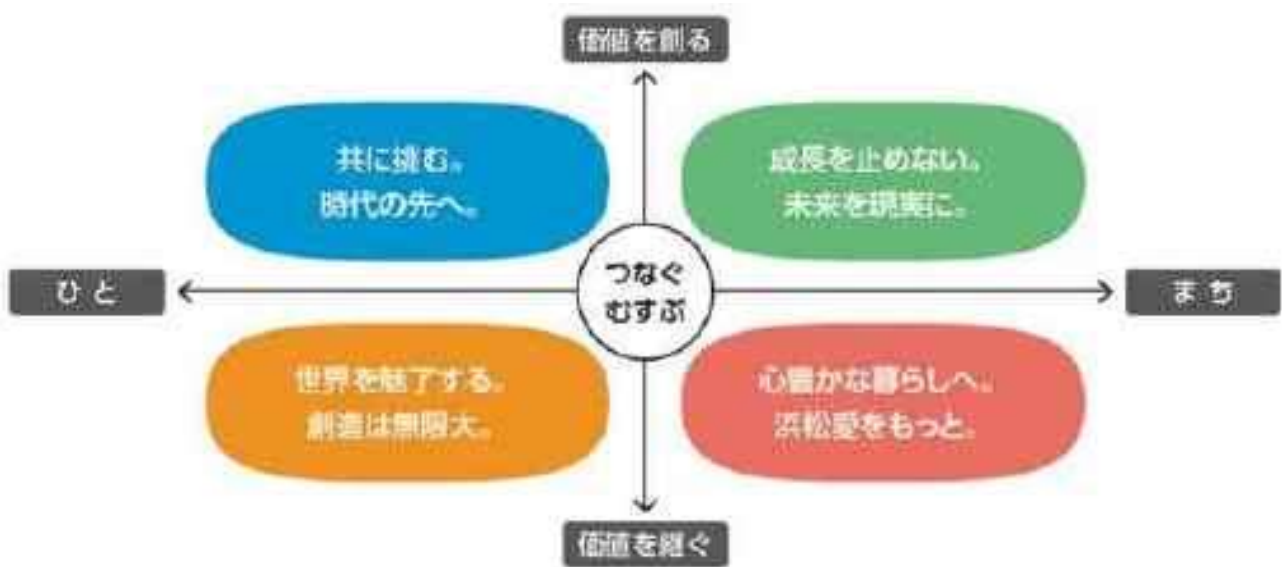 価値を創る
共に挑む。
時代の先へ。
成長を止めない。
未来を現実に。
ひと
つなぐ
むすぶ
まち
世界を魅了する。
創造は無限大。
心豊かな暮らしへ。
浜松愛をもっと。
価値を継ぐ